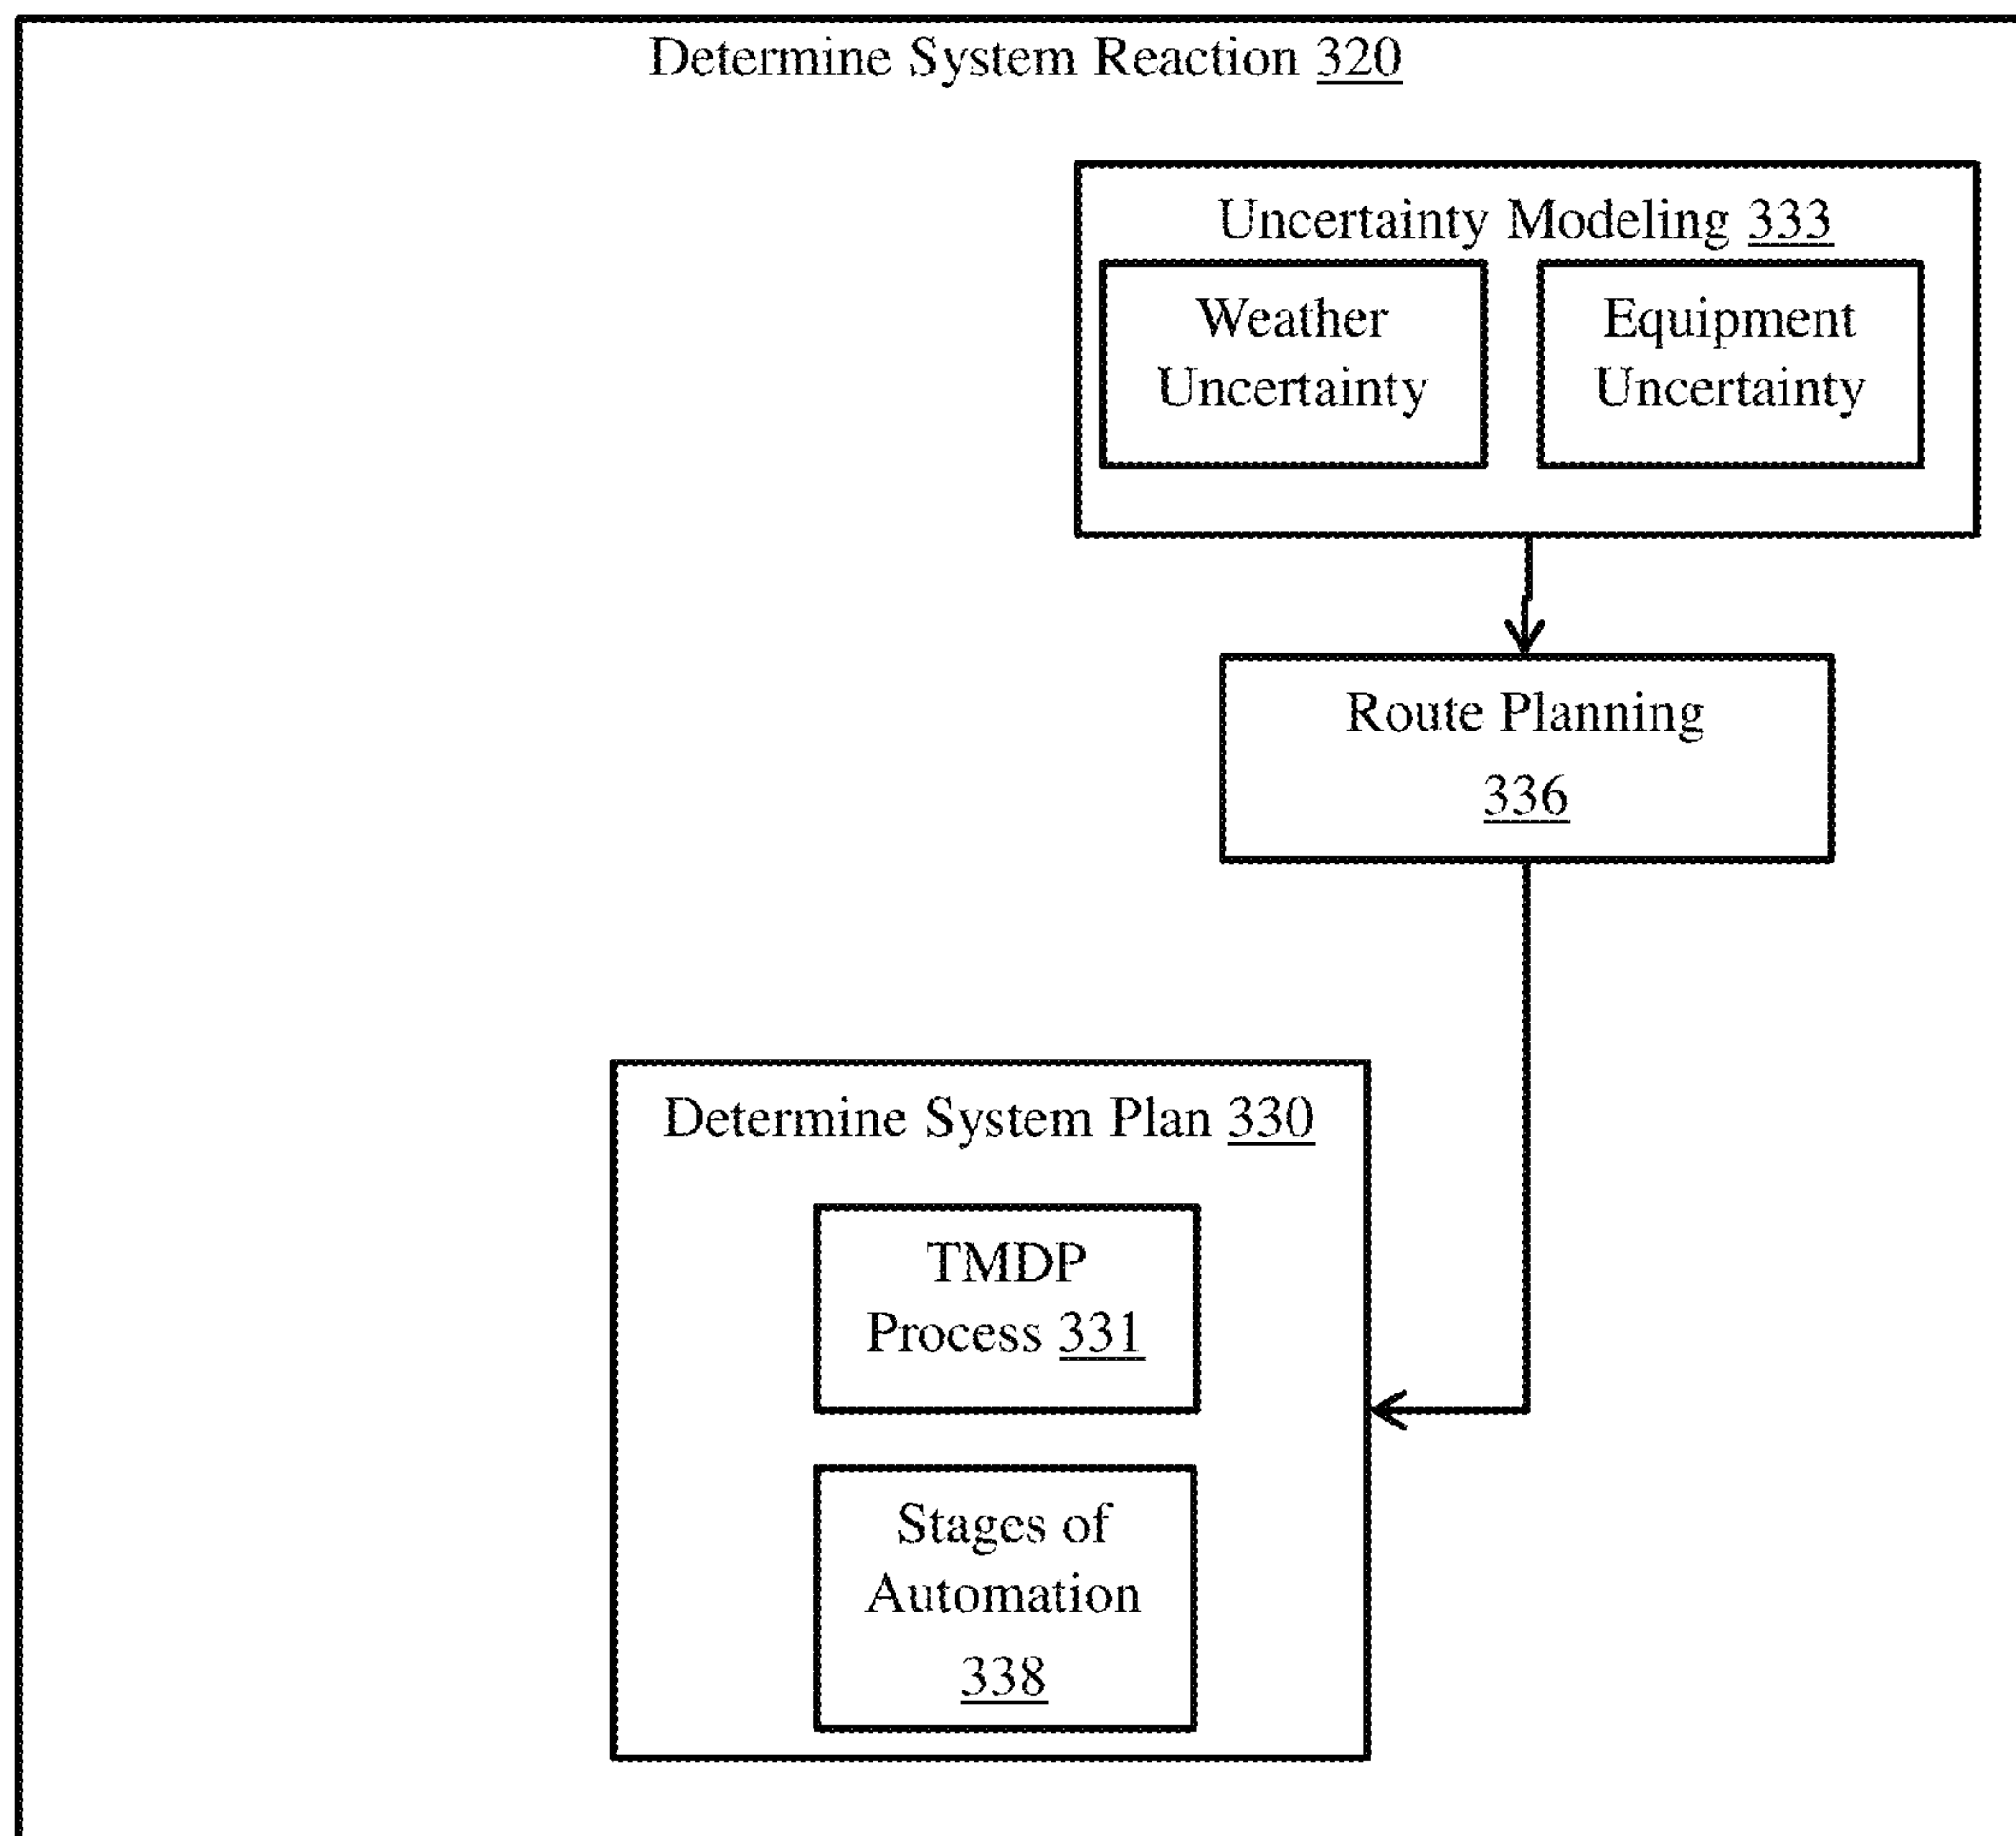 Determine System Reaction 320
Uncertainty Modeling 333
Weather
Uncertainty
Equipment
Uncertainty
Route Planning
336
Determine System Plan 330
TMDP
Process 331
Stages of
Automation
338